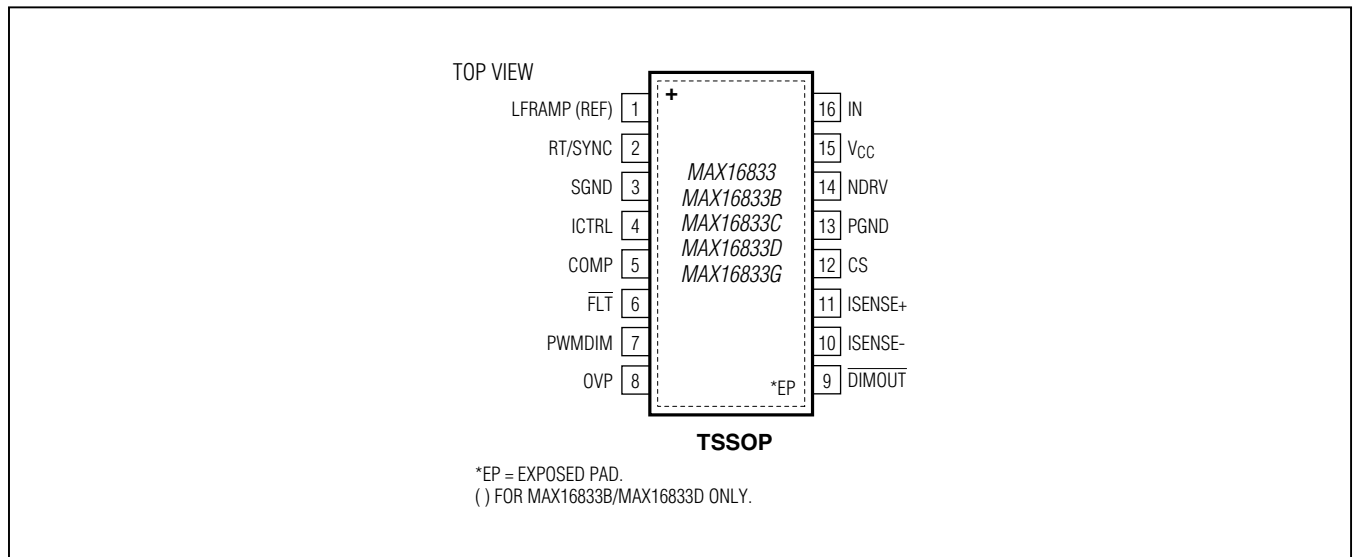 TOP VIEW
LFRAMP (REF) 1
RT/SYNC 2
SGND 3
ICTRL 4
COMP 5
FLT 6
PWMDIM 7
OVP 8
+
MAX16833
MAX16833B
MAX16833C
MAX16833D
MAX16833G
*EP
16 IN
15 VCC
14 NDRV
13 PGND
12 CS
11 ISENSE+
10 ISENSE-
9 DIMOUT
TSSOP
*EP = EXPOSED PAD.
( ) FOR MAX16833B/MAX16833D ONLY.